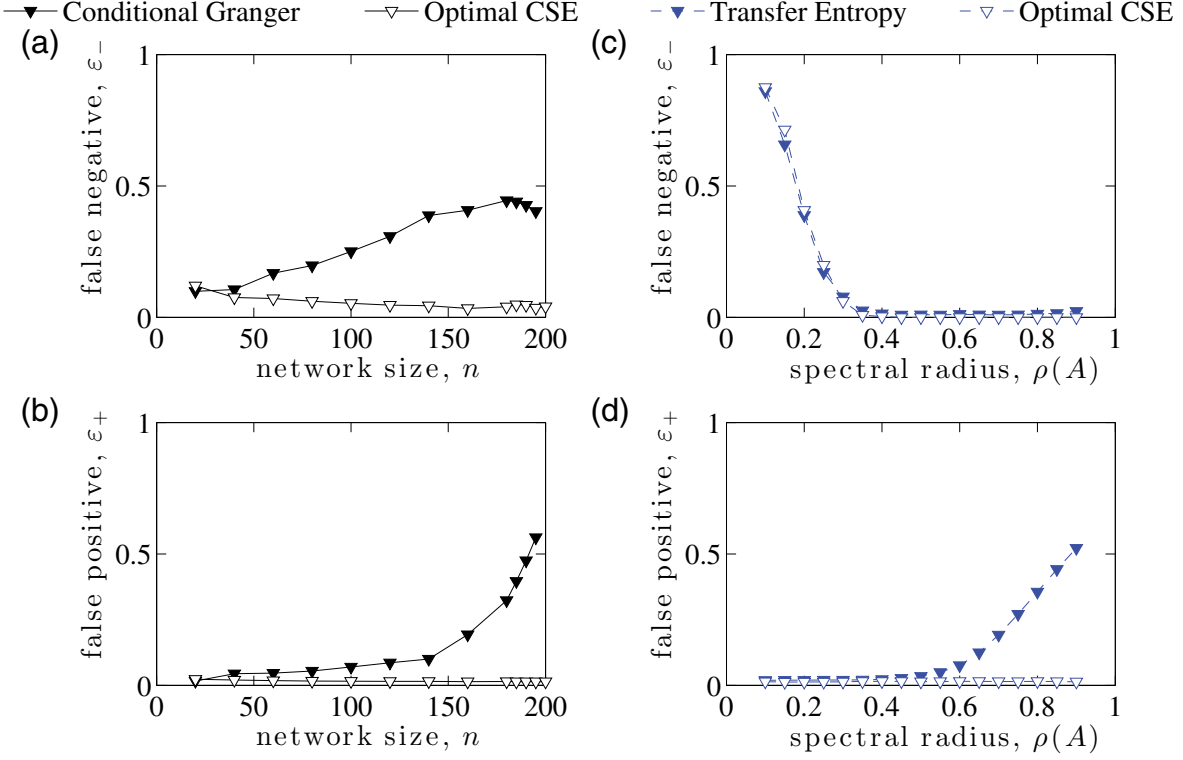 Conditional Granger Optimal CSE Transfer Entropy Optimal CSE
(a)
false negative, ε−
1
0.5
0
0 50 100 150 200
network size, n
(c)
false negative, ε−
1
0.5
0
0 0.2 0.4 0.6 0.8 1
spectral radius, ρ(A)
(b)
false positive, ε+
1
0.5
0
0 50 100 150 200
network size, n
(d)
false positive, ε+
1
0.5
0
0 0.2 0.4 0.6 0.8 1
spectral radius, ρ(A)